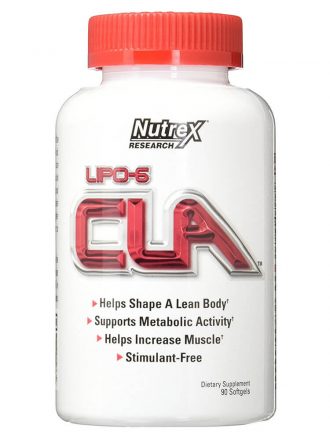 Nutrex
RESEARCH
LIPO-6
CLA™
▸Helps Shape A Lean Body†
▸Supports Metabolic Activity†
▸Helps Increase Muscle†
▸Stimulant-Free
Dietary Supplement
90 Softgels